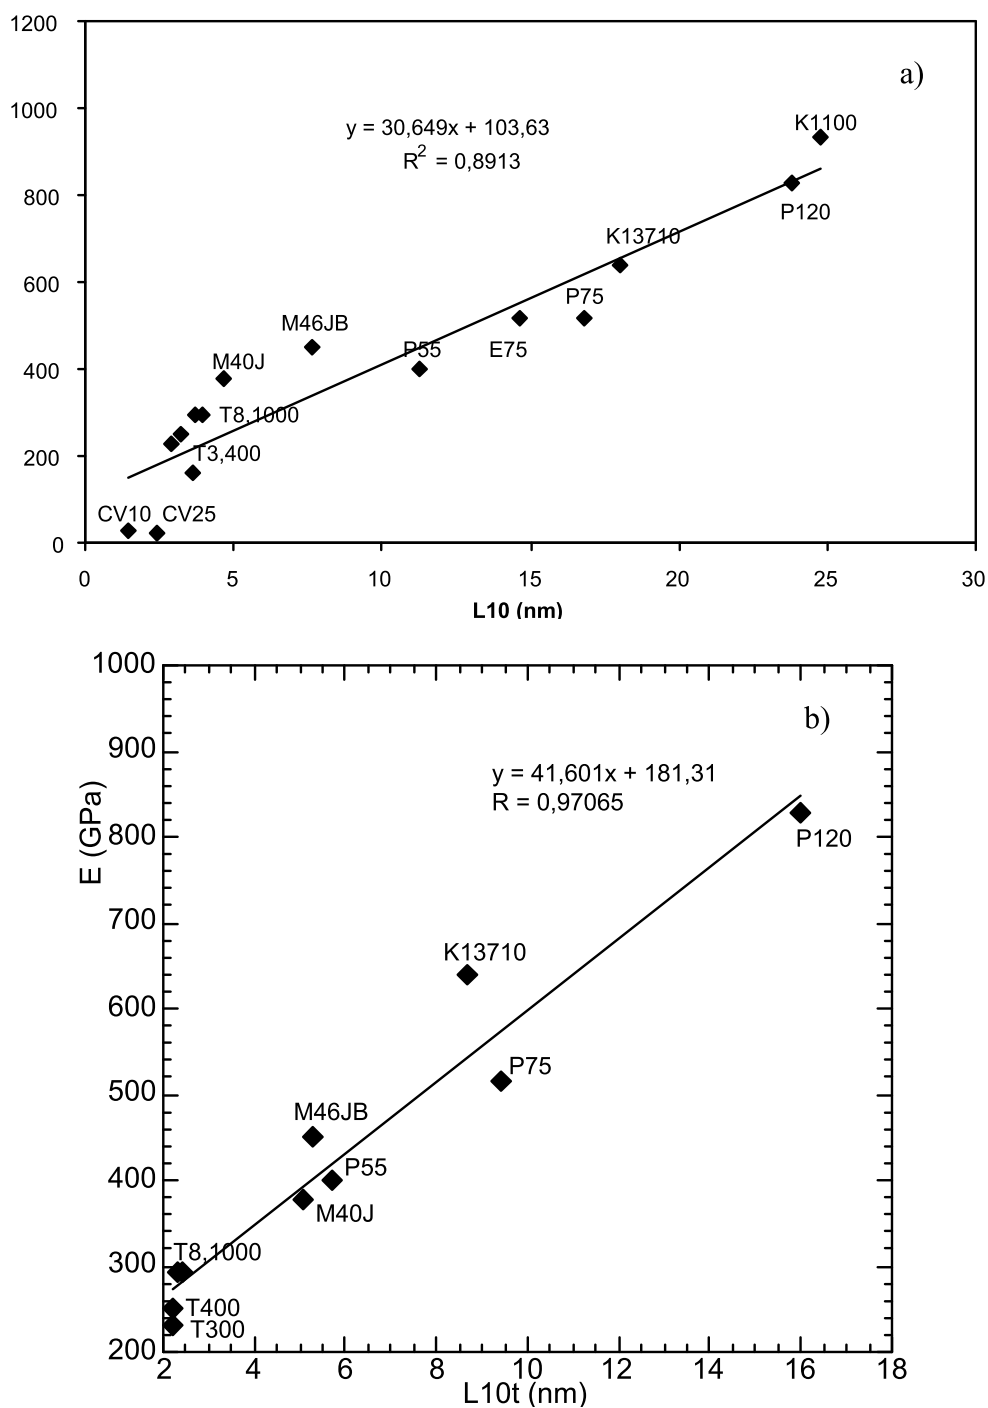 1200
a)
1000
K1100
y = 30,649x + 103,63
R2 = 0,8913
800
P120
K13710
600
P75
M46JB
P55
E75
M40J
400
T8,1000
T3,400
200
CV10
CV25
0
0 5 10 15 20 25 30
L10 (nm)
1000
b)
900
y = 41,601x + 181,31
R = 0,97065
E (GPa)
800
P120
700
K13710
600
P75
500
M46JB
P55
400
M40J
T8,1000
300
T400
T300
200
2 4 6 8 10 12 14 16 18
L10t (nm)